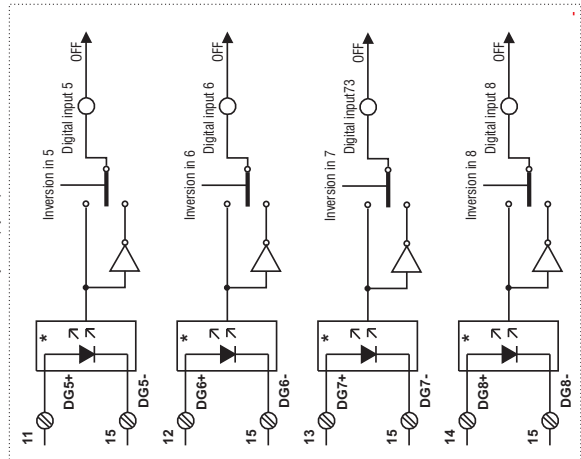 OFF
Digital input 5
Inversion in 5
*
DG5+
DG5-
11
15
OFF
Digital input 6
Inversion in 6
*
DG6+
DG6-
12
15
OFF
Digital input73
Inversion in 7
*
DG7+
DG7-
13
15
OFF
Digital input 8
Inversion in 8
*
DG8+
DG8-
14
15